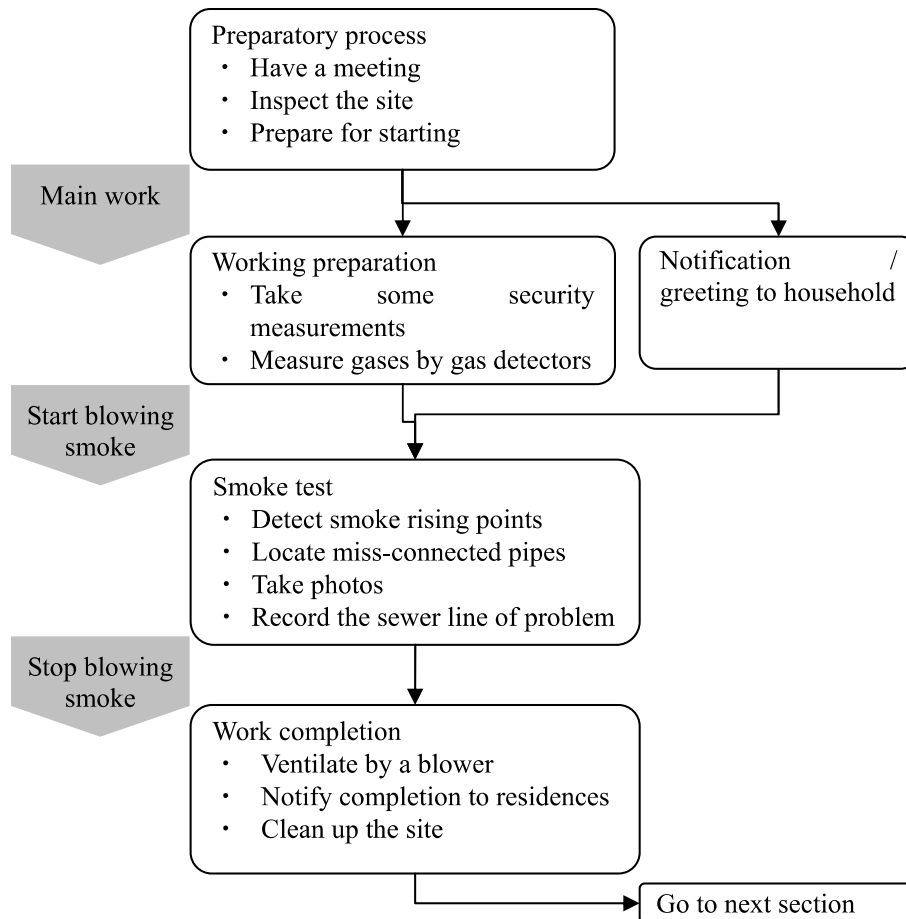 Preparatory process
・ Have a meeting
・ Inspect the site
・ Prepare for starting
Main work
Working preparation
・ Take some security
measurements
・ Measure gases by gas detectors
Notification /
greeting to household
Start blowing
smoke
Smoke test
・ Detect smoke rising points
・ Locate miss-connected pipes
・ Take photos
・ Record the sewer line of problem
Stop blowing
smoke
Work completion
・ Ventilate by a blower
・ Notify completion to residences
・ Clean up the site
Go to next section